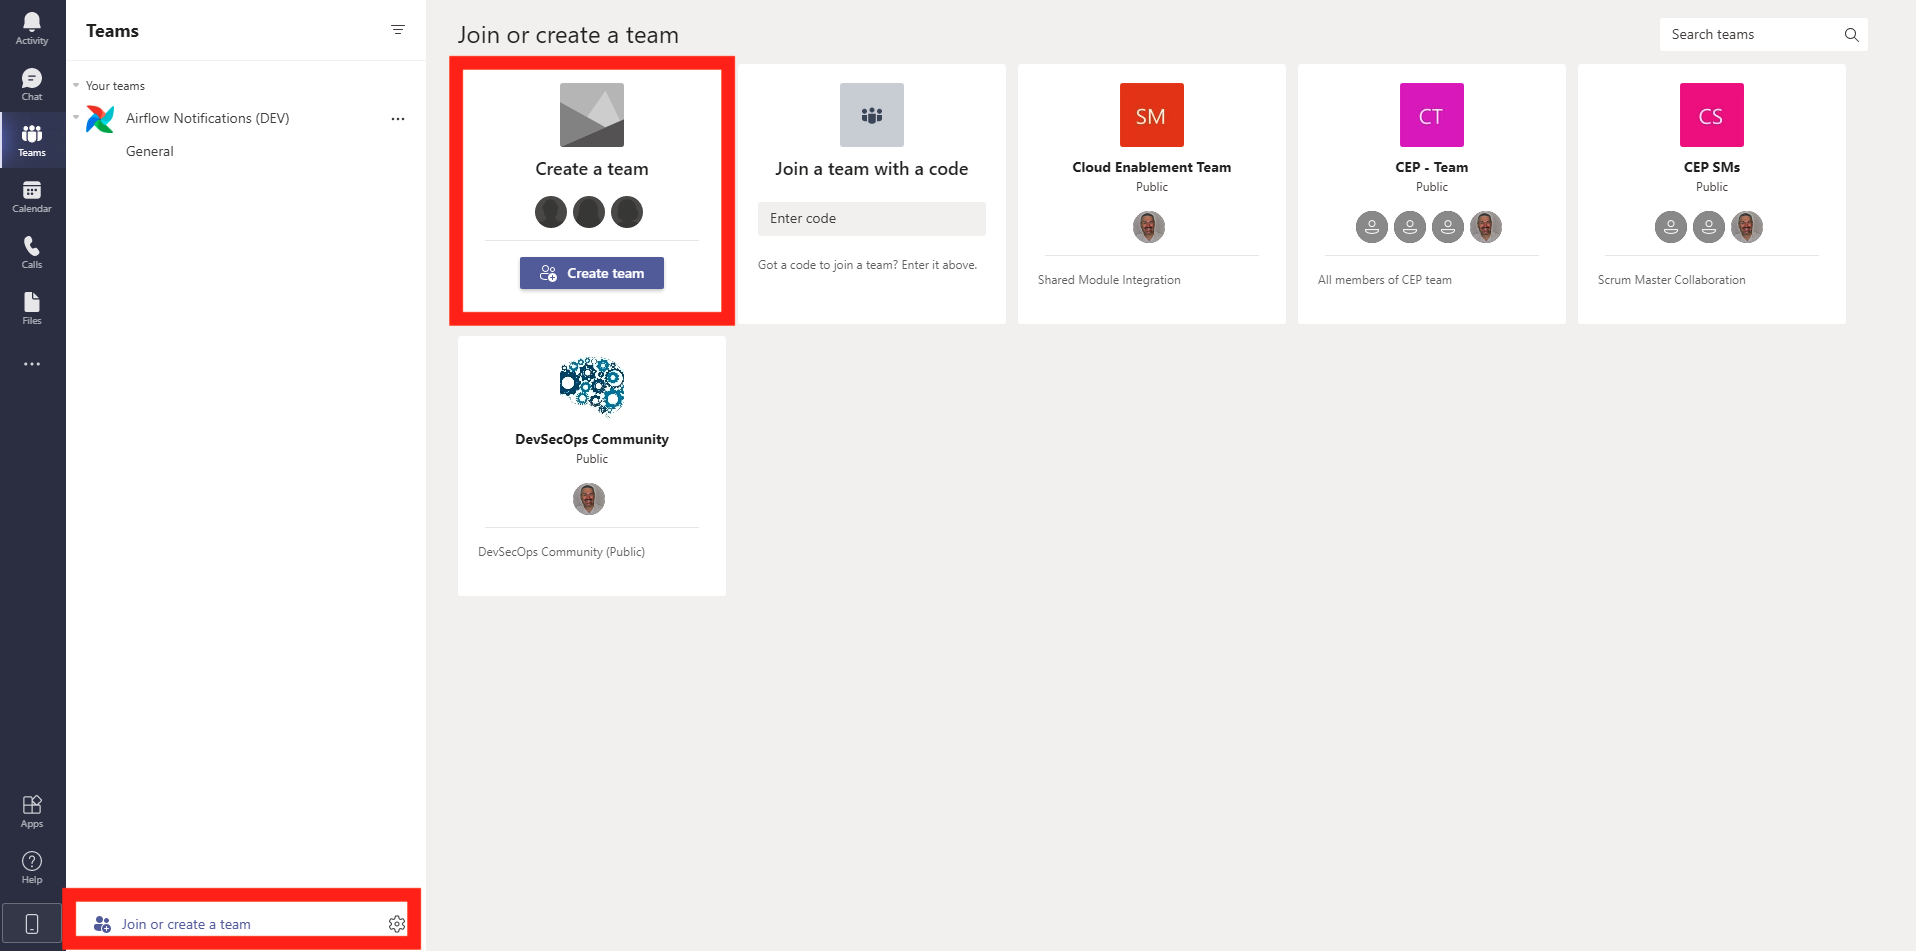 Activity
Chat
Teams
Calendar
Calls
Files
Apps
Help
Teams
Your teams
Airflow Notifications (DEV)
General
Join or create a team
Join or create a team
Search teams
Create a team
Create team
Join a team with a code
Enter code
Got a code to join a team? Enter it above.
SM
Cloud Enablement Team
Public
Shared Module Integration
CT
CEP - Team
Public
All members of CEP team
CS
CEP SMs
Public
Scrum Master Collaboration
DevSecOps Community
Public
DevSecOps Community (Public)